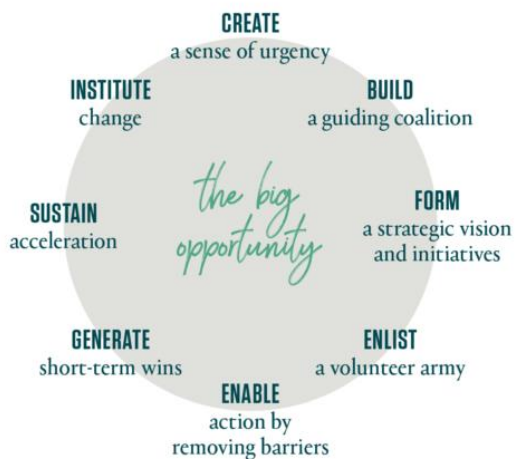 CREATE
a sense of urgency
BUILD
a guiding coalition
FORM
a strategic vision
and initiatives
ENLIST
a volunteer army
ENABLE
action by
removing barriers
GENERATE
short-term wins
SUSTAIN
acceleration
INSTITUTE
change
the big
opportunity